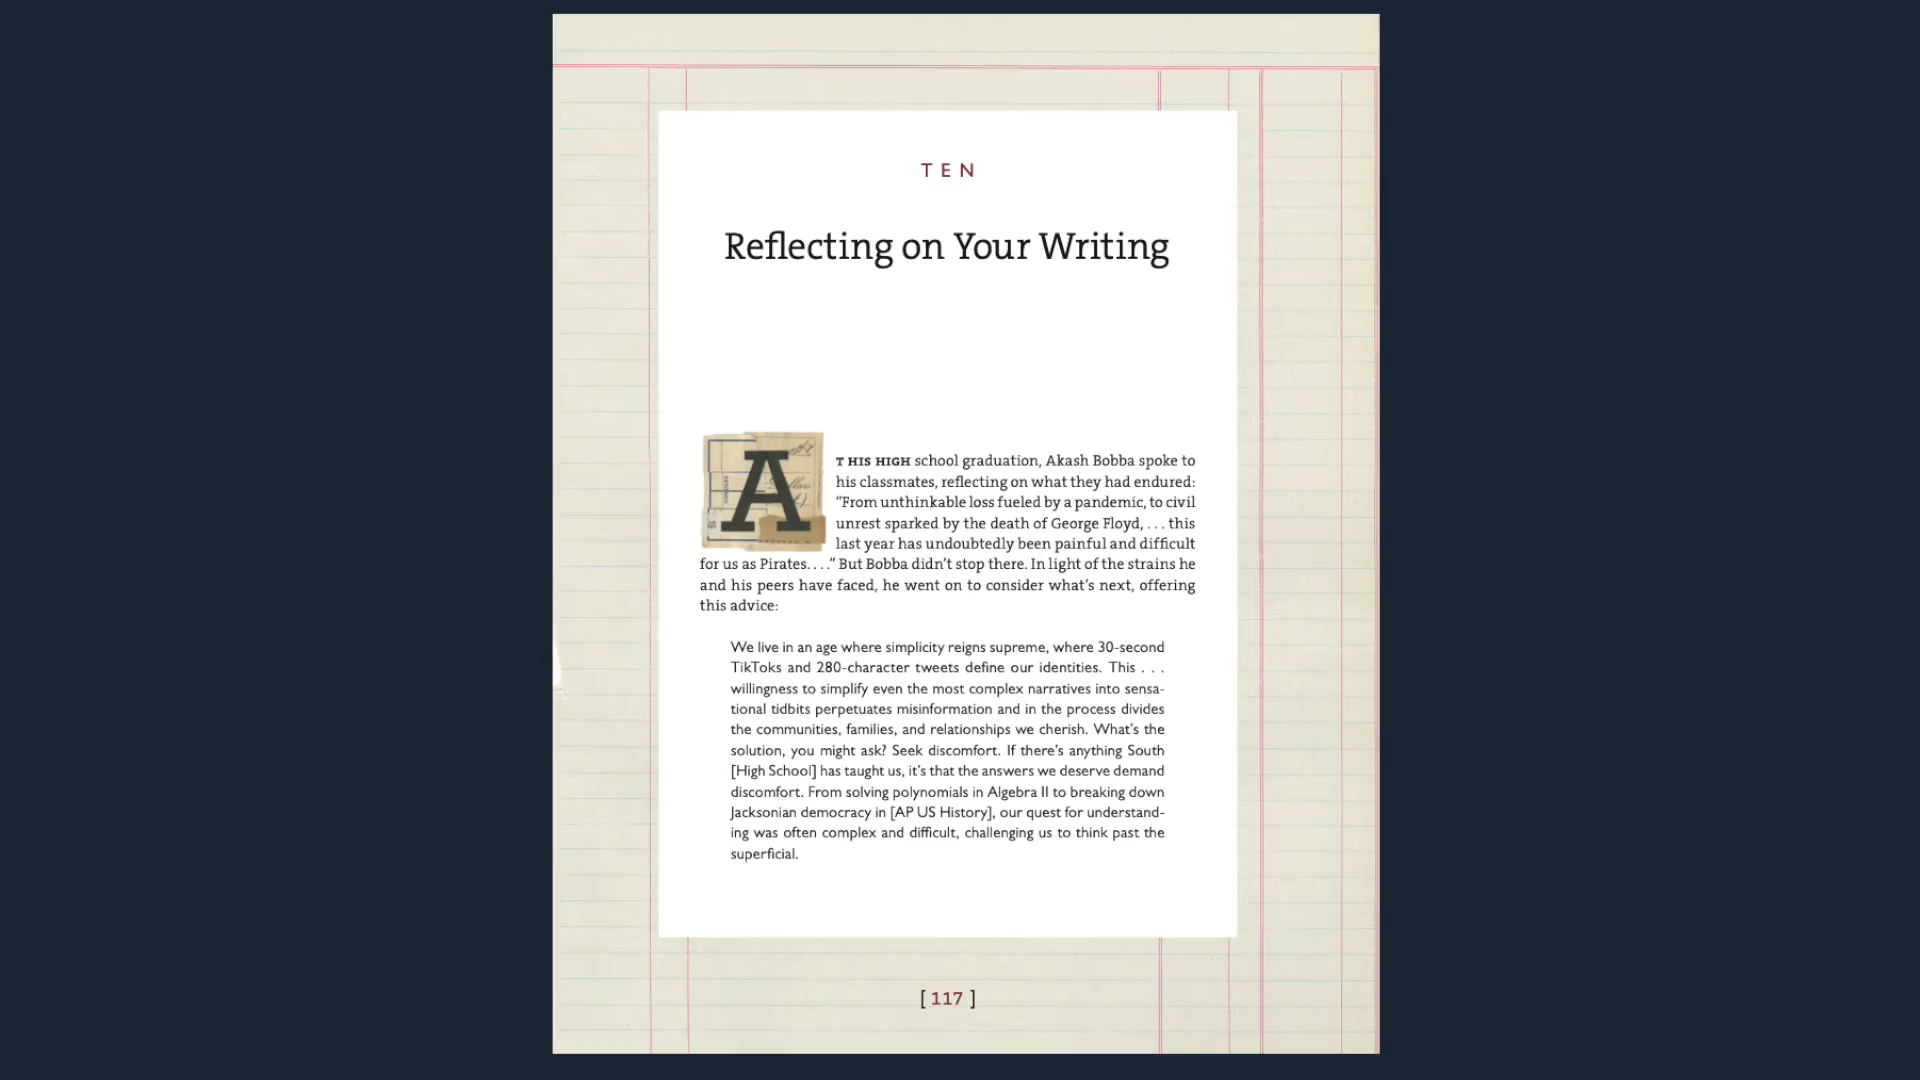 TEN
Reflecting on Your Writing
A T HIS HIGH school graduation, Akash Bobba spoke to
his classmates, reflecting on what they had endured:
“From unthinkable loss fueled by a pandemic, to civil
unrest sparked by the death of George Floyd, . . . this
last year has undoubtedly been painful and difficult
for us as Pirates. . . .” But Bobba didn’t stop there. In light of the strains he
and his peers have faced, he went on to consider what’s next, offering
this advice:
We live in an age where simplicity reigns supreme, where 30-second
TikToks and 280-character tweets define our identities. This . . .
willingness to simplify even the most complex narratives into sensa-
tional tidbits perpetuates misinformation and in the process divides
the communities, families, and relationships we cherish. What’s the
solution, you might ask? Seek discomfort. If there’s anything South
[High School] has taught us, it’s that the answers we deserve demand
discomfort. From solving polynomials in Algebra II to breaking down
Jacksonian democracy in [AP US History], our quest for understand-
ing was often complex and difficult, challenging us to think past the
superficial.
[ 117 ]